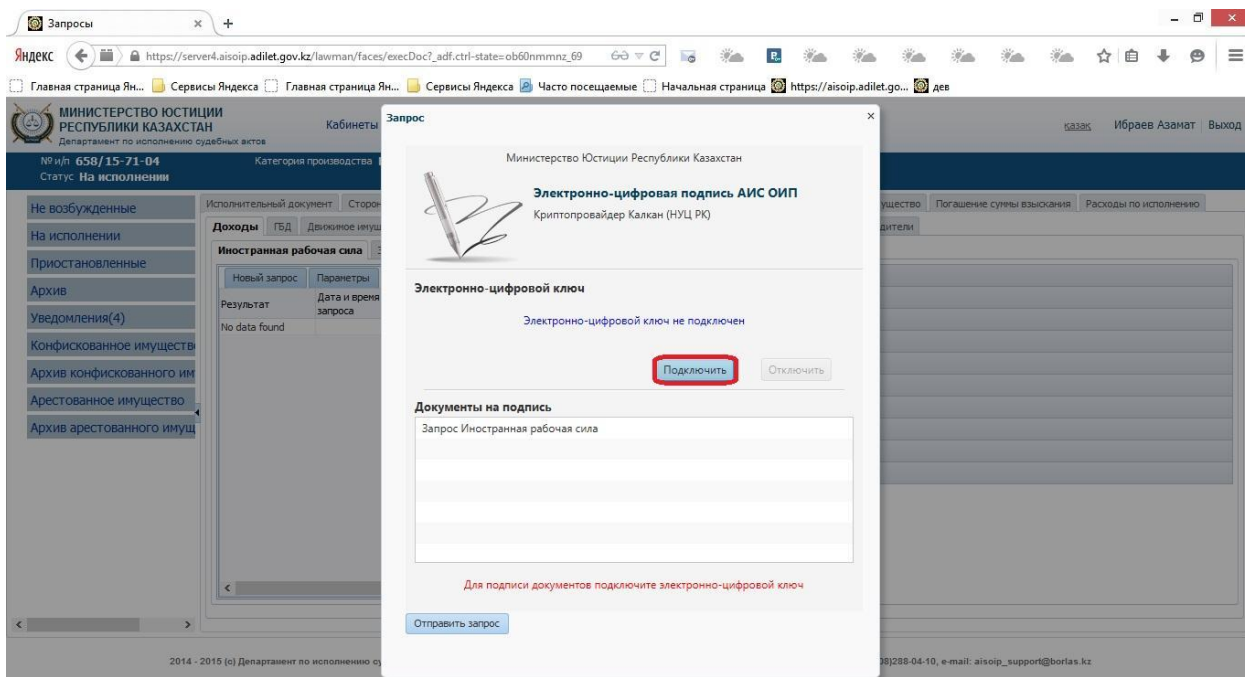 Запросы
Яндекс
https://server4.aisoip.adilet.gov.kz/lawman/faces/execDoc?_adf.ctrl-state=ob60nmmnz_69
Главная страница Ян... Сервисы Яндекса Главная страница Ян... Сервисы Яндекса Часто посещаемые Начальная страница https://aisoip.adilet.go... дев
МИНИСТЕРСТВО ЮСТИЦИИ
РЕСПУБЛИКИ КАЗАХСТАН
Департамент по исполнению судебных актов
Кабинеты
казак Ибраев Азамат Выход
№ и/п 658/15-71-04
Категория производства
Статус На исполнении
Не возбужденные
На исполнении
Приостановленные
Архив
Уведомления(4)
Конфискованное имуществ
Архив конфискованного им
Арестованное имущество
Архив арестованного имущ
Исполнительный документ Сторон
ущество Погашение суммы взыскания Расходы по исполнению
Доходы ГБД Движимое имущ
дители
Иностранная рабочая сила
Новый запрос Параметры
Результат
Дата и время
запроса
No data found
Запрос
Министерство Юстиции Республики Казахстан
Электронно-цифровая подпись АИС ОИП
Криптопровайдер Калкан (НУЦ РК)
Электронно-цифровой ключ
Электронно-цифровой ключ не подключен
Подключить Отключить
Документы на подпись
Запрос Иностранная рабочая сила
Для подписи документов подключите электронно-цифровой ключ
Отправить запрос
2014 - 2015 (c) Департамент по исполнению су
)288-04-10, e-mail: aisoip_support@borlas.kz